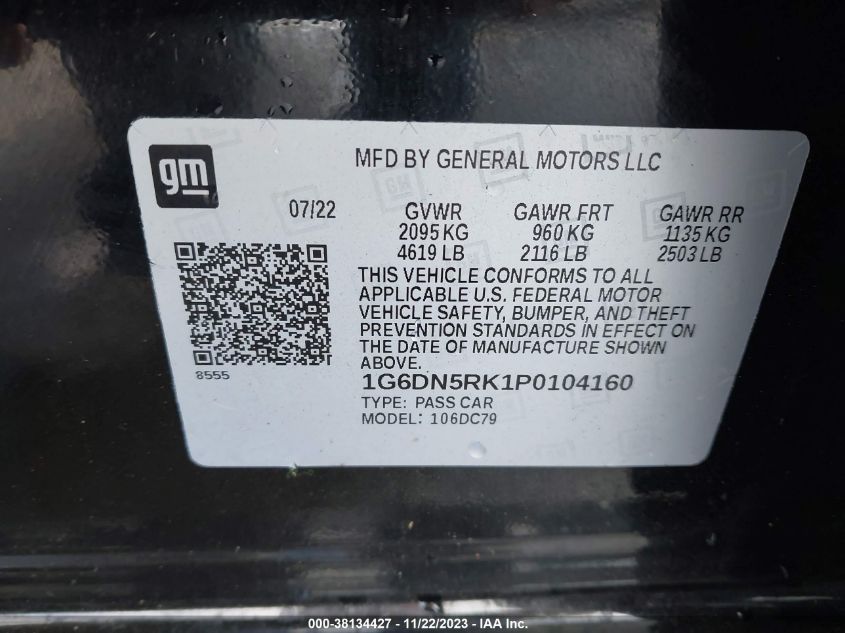 gm
MFD BY GENERAL MOTORS LLC
07/22 GVWR GAWR FRT GAWR RR
2095 KG 960 KG 1135 KG
4619 LB 2116 LB 2503 LB
THIS VEHICLE CONFORMS TO ALL
APPLICABLE U.S. FEDERAL MOTOR
VEHICLE SAFETY, BUMPER, AND THEFT
PREVENTION STANDARDS IN EFFECT ON
THE DATE OF MANUFACTURE SHOWN
ABOVE.
8555
1G6DN5RK1P0104160
TYPE: PASS CAR
MODEL: 106DC79
000-38134427 - 11/22/2023 - IAA Inc.